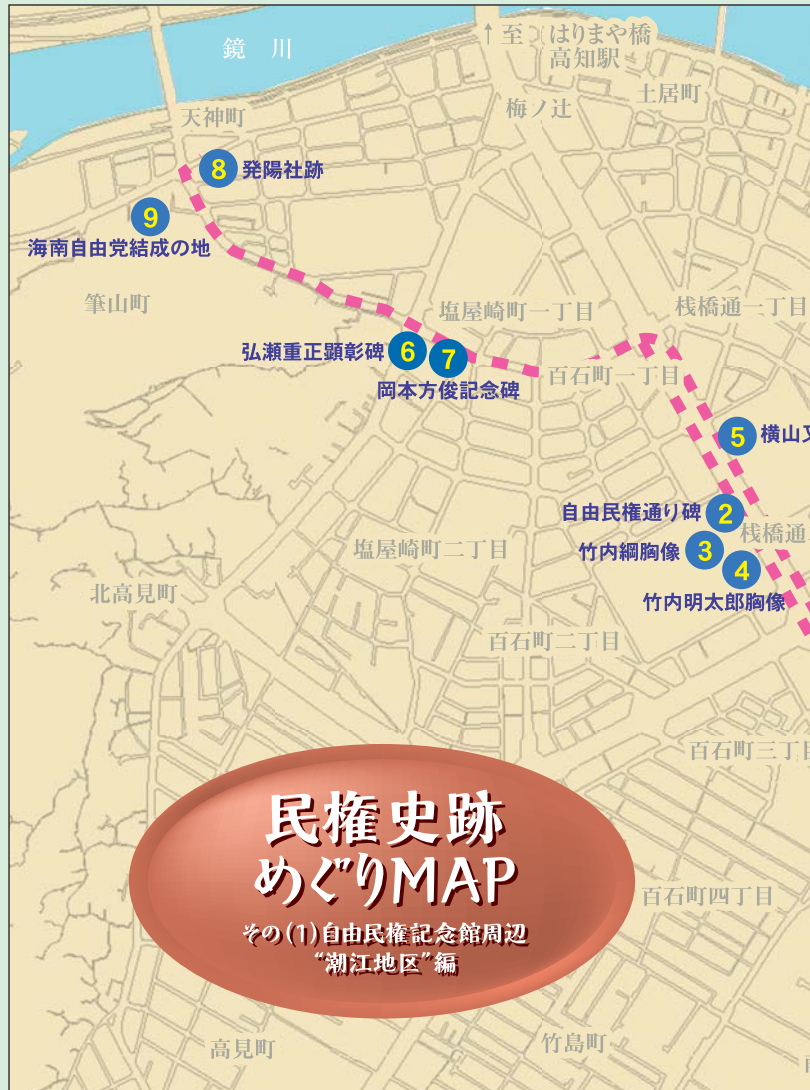 鏡 川
↑至 はりまや橋
高知駅
天神町
梅ノ辻
土居町
8 発陽社跡
9
海南自由党結成の地
筆山町
塩屋崎町一丁目
桟橋通一丁目
弘瀬重正顕彰碑 6 7
岡本方俊記念碑
百石町一丁目
5 横山又
自由民権通り碑 2
桟橋通
竹内綱胸像 3
4
竹内明太郎胸像
塩屋崎町二丁目
北高見町
百石町二丁目
百石町三丁目
民権史跡
めぐりMAP
その(1)自由民権記念館周辺
“潮江地区”編
百石町四丁目
高見町
竹島町